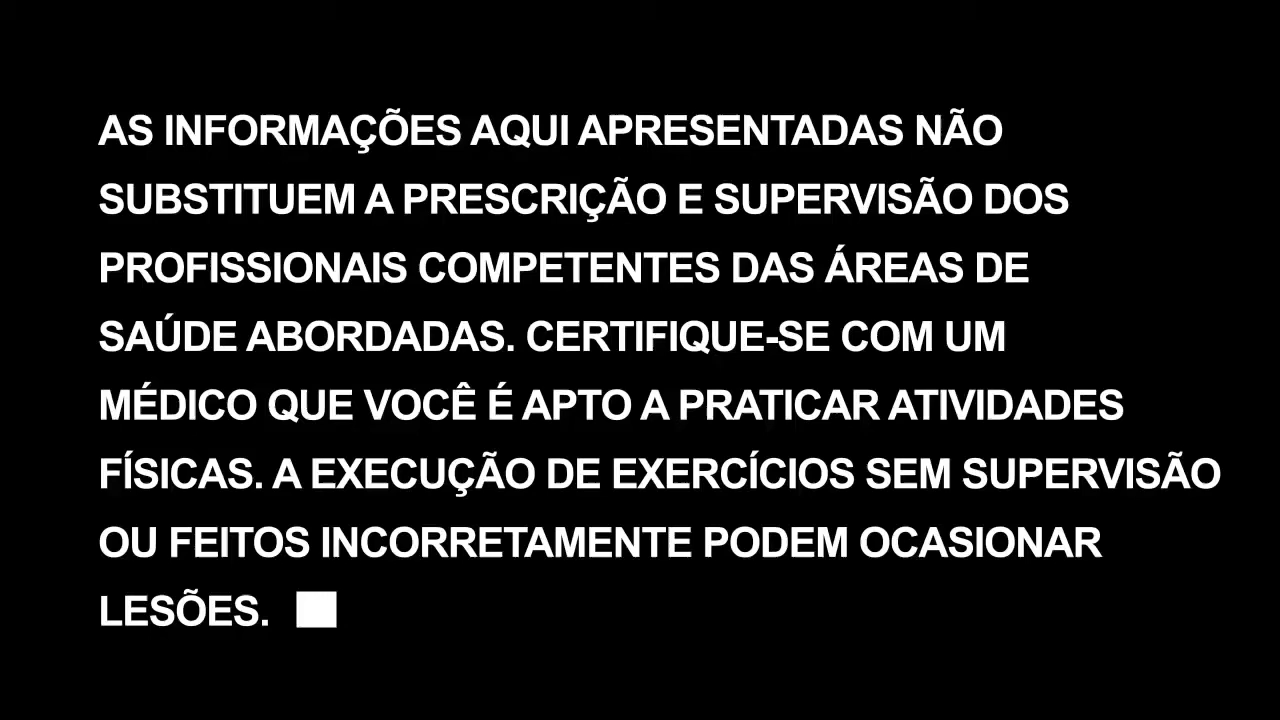 AS INFORMAÇÕES AQUI APRESENTADAS NÃO
SUBSTITUEM A PRESCRIÇÃO E SUPERVISÃO DOS
PROFISSIONAIS COMPETENTES DAS ÁREAS DE
SAÚDE ABORDADAS. CERTIFIQUE-SE COM UM
MÉDICO QUE VOCÊ É APTO A PRATICAR ATIVIDADES
FÍSICAS. A EXECUÇÃO DE EXERCÍCIOS SEM SUPERVISÃO
OU FEITOS INCORRETAMENTE PODEM OCASIONAR
LESÕES.